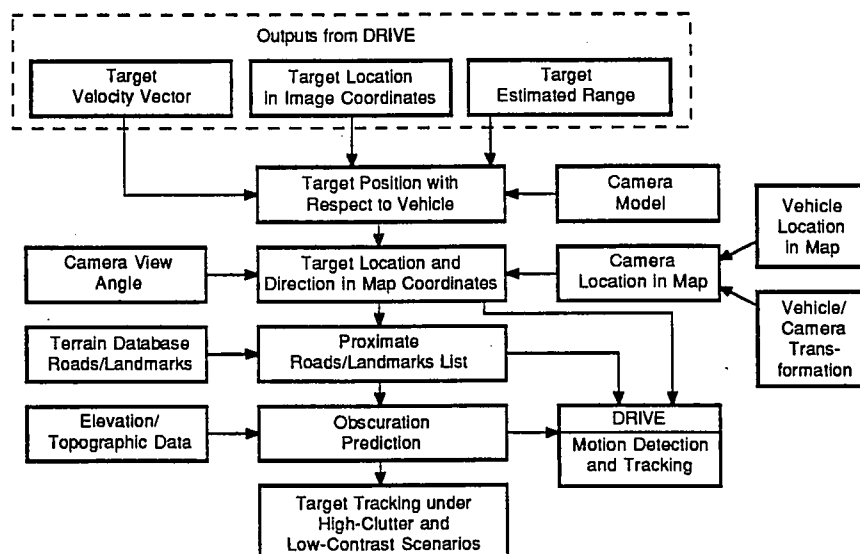 Outputs from DRIVE
Target
Velocity Vector
Target Location
in Image Coordinates
Target
Estimated Range
Target Position with
Respect to Vehicle
Camera
Model
Vehicle
Location
in Map
Camera View
Angle
Target Location and
Direction in Map Coordinates
Camera
Location in Map
Vehicle/
Camera
Trans-
formation
Terrain Database
Roads/Landmarks
Proximate
Roads/Landmarks List
Elevation/
Topographic Data
Obscuration
Prediction
DRIVE
Motion Detection
and Tracking
Target Tracking under
High-Clutter and
Low-Contrast Scenarios